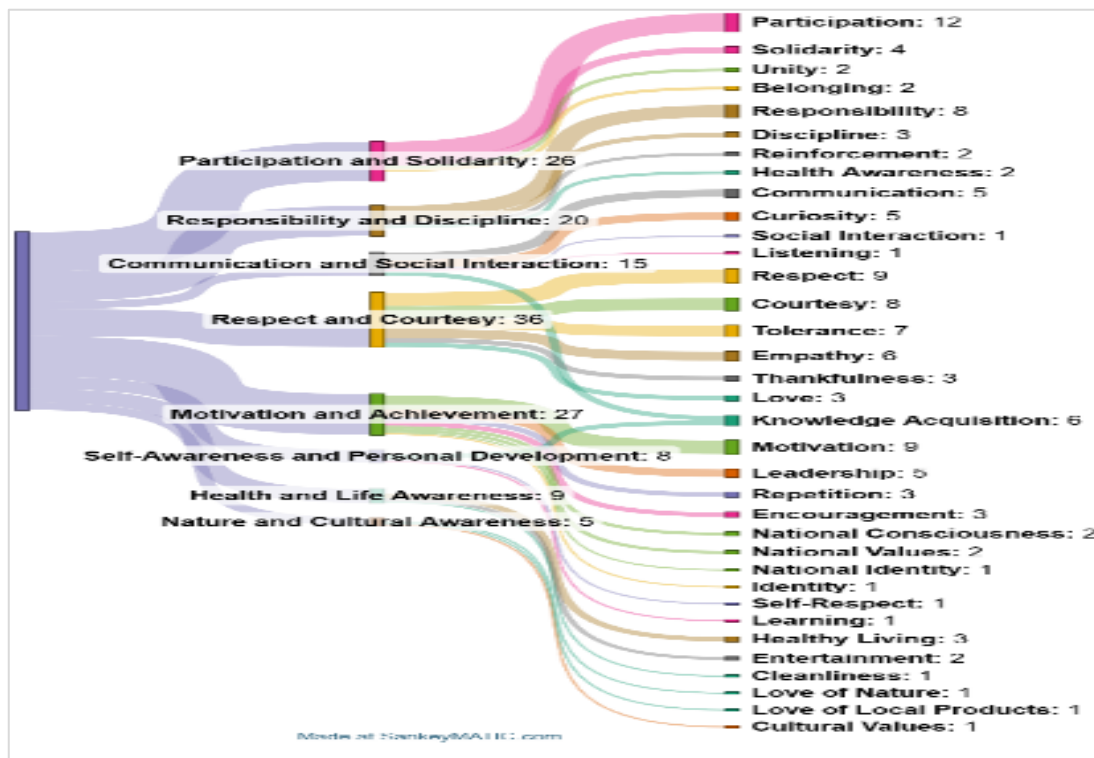 Participation and Solidarity: 26
Responsibility and Discipline: 20
Communication and Social Interaction: 15
Respect and Courtesy: 36
Motivation and Achievement: 27
Self-Awareness and Personal Development: 8
Health and Life Awareness: 9
Nature and Cultural Awareness: 5
Participation: 12
Solidarity: 4
Unity: 2
Belonging: 2
Responsibility: 8
Discipline: 3
Reinforcement: 2
Health Awareness: 2
Communication: 5
Curiosity: 5
Social Interaction: 1
Listening: 1
Respect: 9
Courtesy: 8
Tolerance: 7
Empathy: 6
Thankfulness: 3
Love: 3
Knowledge Acquisition: 6
Motivation: 9
Leadership: 5
Repetition: 3
Encouragement: 3
National Consciousness: 2
National Values: 2
National Identity: 1
Identity: 1
Self-Respect: 1
Learning: 1
Healthy Living: 3
Entertainment: 2
Cleanliness: 1
Love of Nature: 1
Love of Local Products: 1
Cultural Values: 1
Made at SankeyMATIC.com